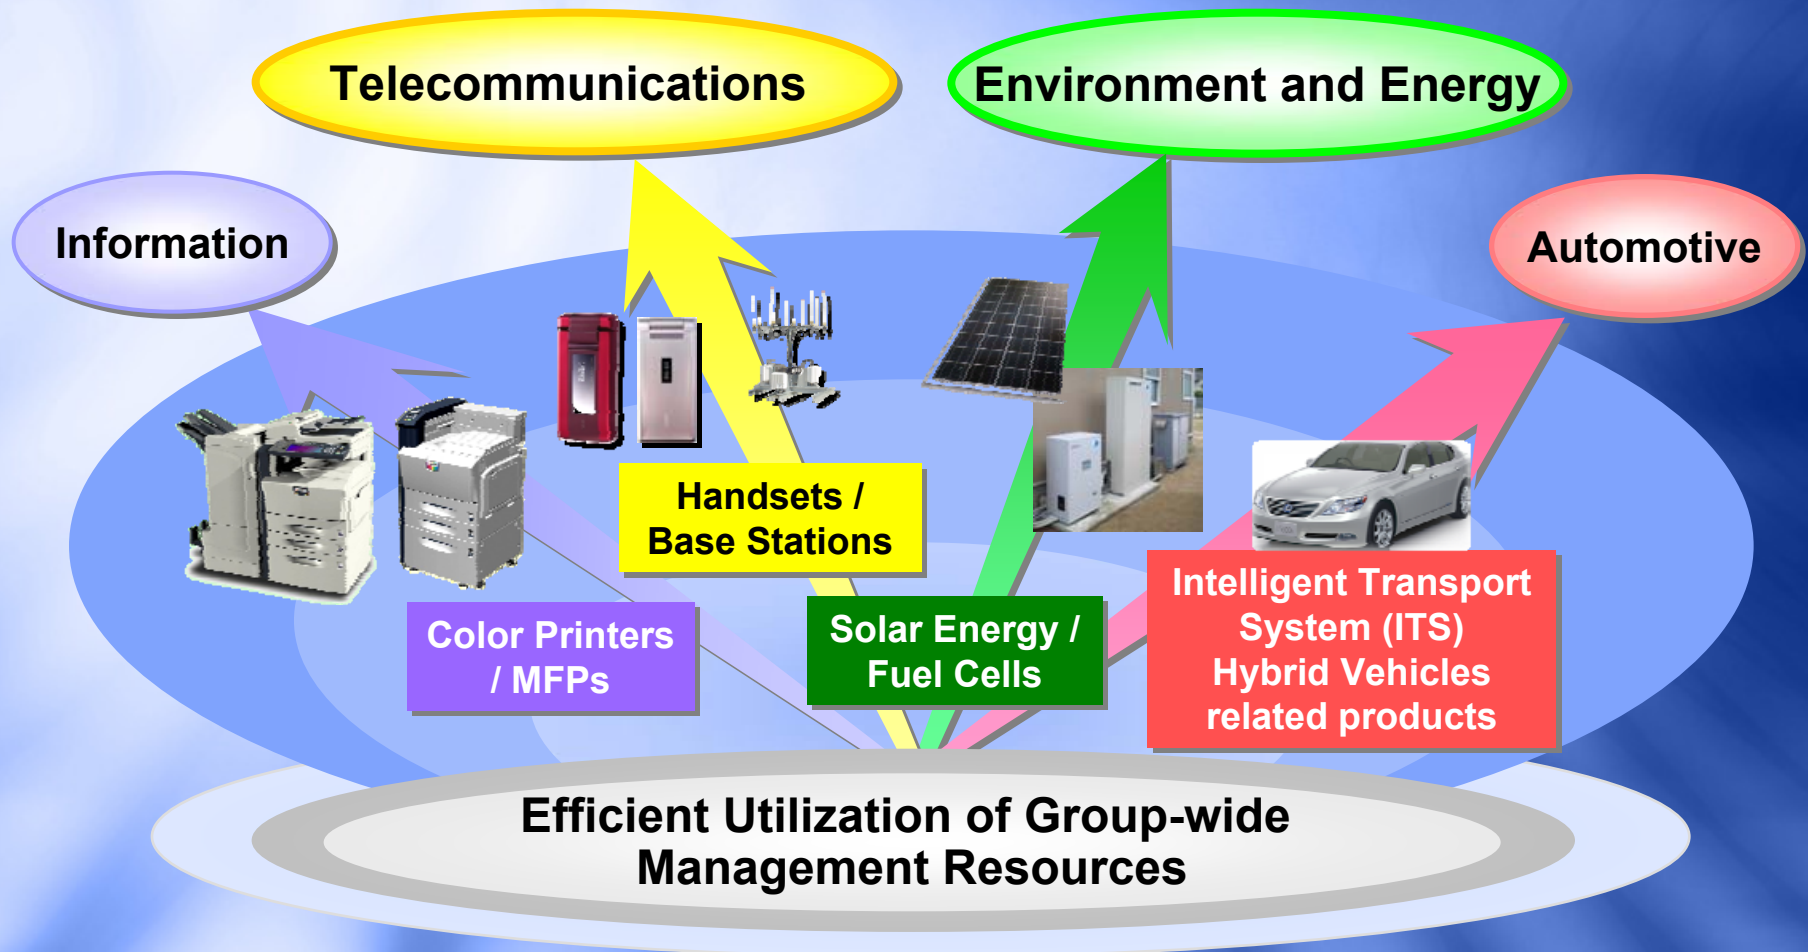 Telecommunications
Environment and Energy
Information
Automotive
Handsets /
Base Stations
Color Printers
/ MFPs
Solar Energy /
Fuel Cells
Intelligent Transport
System (ITS)
Hybrid Vehicles
related products
Efficient Utilization of Group-wide
Management Resources